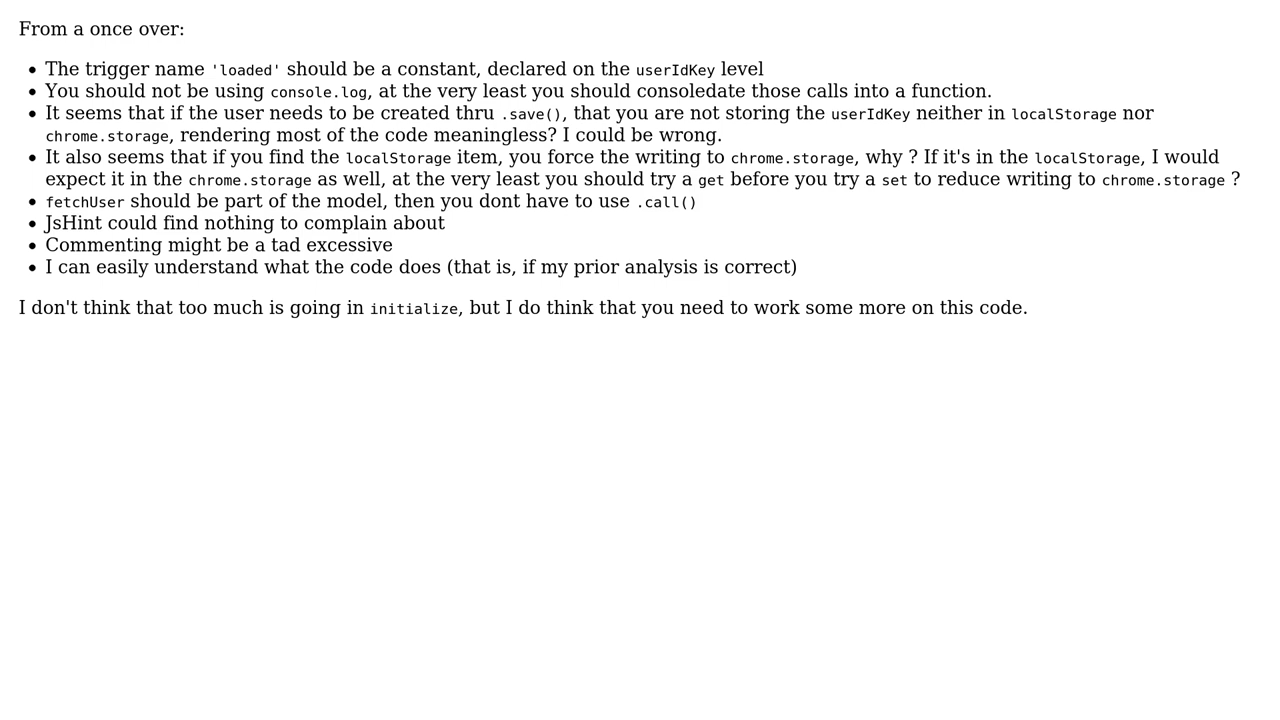 From a once over:
• The trigger name 'loaded' should be a constant, declared on the userIdKey level
• You should not be using console.log, at the very least you should consoledate those calls into a function.
• It seems that if the user needs to be created thru .save(), that you are not storing the userIdKey neither in localStorage nor
chrome.storage, rendering most of the code meaningless? I could be wrong.
• It also seems that if you find the localStorage item, you force the writing to chrome.storage, why ? If it's in the localStorage, I would
expect it in the chrome.storage as well, at the very least you should try a get before you try a set to reduce writing to chrome.storage ?
• fetchUser should be part of the model, then you dont have to use .call()
• JsHint could find nothing to complain about
• Commenting might be a tad excessive
• I can easily understand what the code does (that is, if my prior analysis is correct)
I don't think that too much is going in initialize, but I do think that you need to work some more on this code.